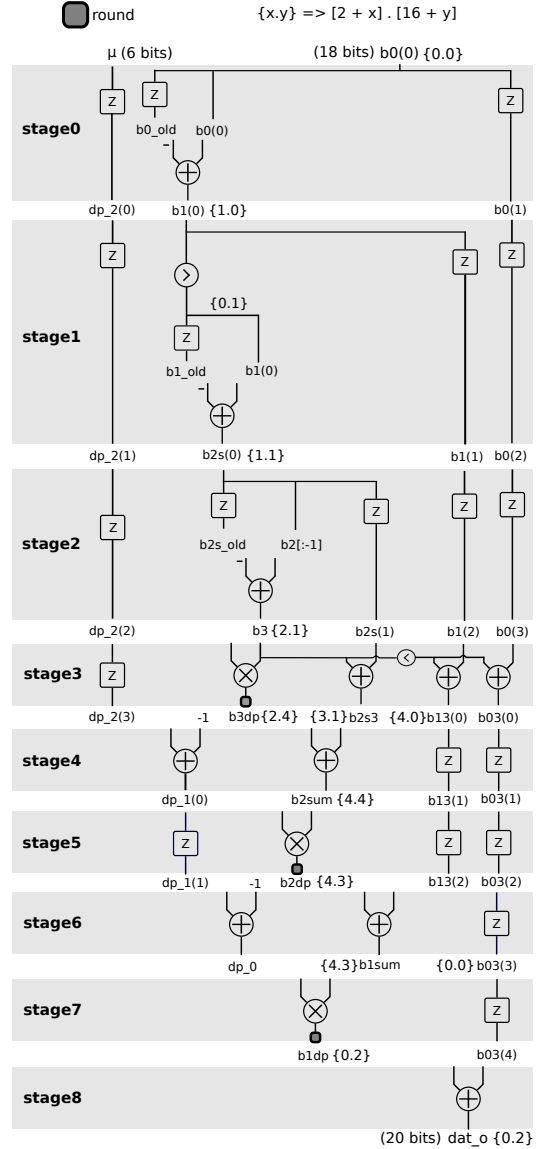 round {x.y} => [2 + x] . [16 + y]
μ (6 bits) (18 bits) b0(0) {0.0}
Z
Z
Z
stage0
b0_old b0(0)
–
+
dp_2(0) b1(0) {1.0} b0(1)
Z
Z
Z
>
{0.1}
stage1
Z
b1_old b1(0)
–
+
dp_2(1) b2s(0) {1.1} b1(1) b0(2)
Z
Z
Z
Z
Z
stage2
b2s_old b2[:-1]
–
+
dp_2(2) b3 {2.1} b2s(1) b1(2) b0(3)
<
stage3
Z
×
+
+
+
dp_2(3) -1 b3dp{2.4} {3.1}b2s3 {4.0}b13(0) b03(0)
stage4
+
+
Z
Z
dp_1(0) b2sum {4.4} b13(1) b03(1)
stage5
Z
×
Z
Z
dp_1(1) -1 b2dp {4.3} b13(2) b03(2)
stage6
+
+
Z
dp_0 {4.3}b1sum {0.0} b03(3)
stage7
×
Z
b1dp {0.2} b03(4)
stage8
+
(20 bits) dat_o {0.2}